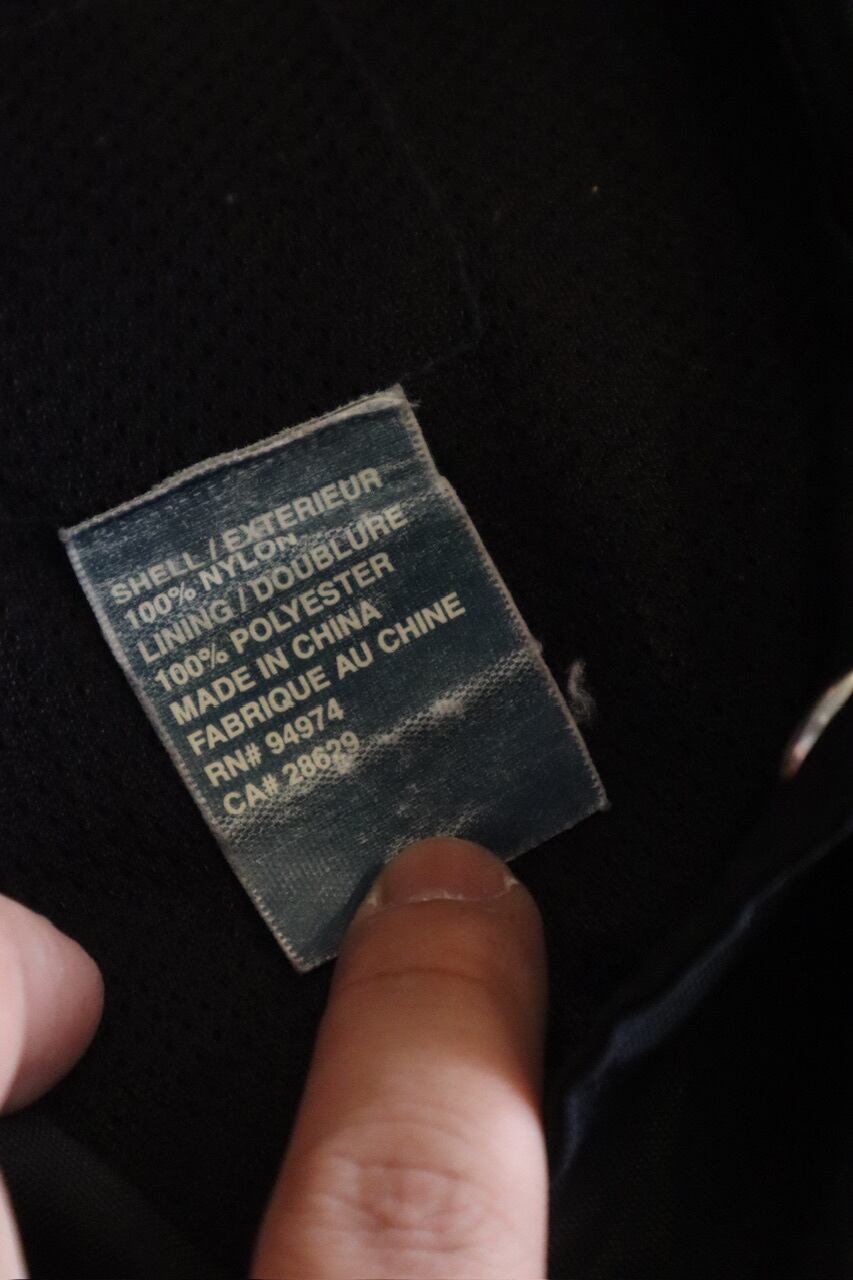 SHELL / EXTERIEUR
100% NYLON
LINING / DOUBLURE
100% POLYESTER
MADE IN CHINA
FABRIQUE AU CHINE
RN# 94974
CA# 28629